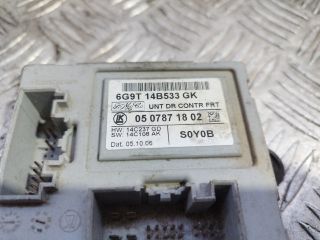 6G9T 14B533 GK
UNT DR CONTR FRT
05 0787 18 02
HW: 14C237 GD
SW: 14C106 AK
S0Y0B
Dat. 05.10.06